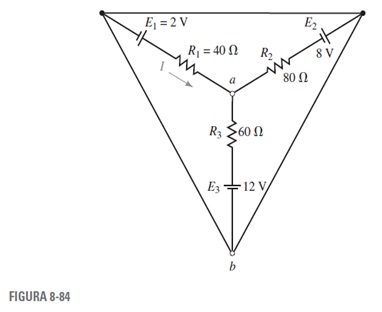 E1 = 2 V
E2
R1 = 40 Ω
R2
8 V
I
a
80 Ω
R3
60 Ω
E3
12 V
b
FIGURA 8-84